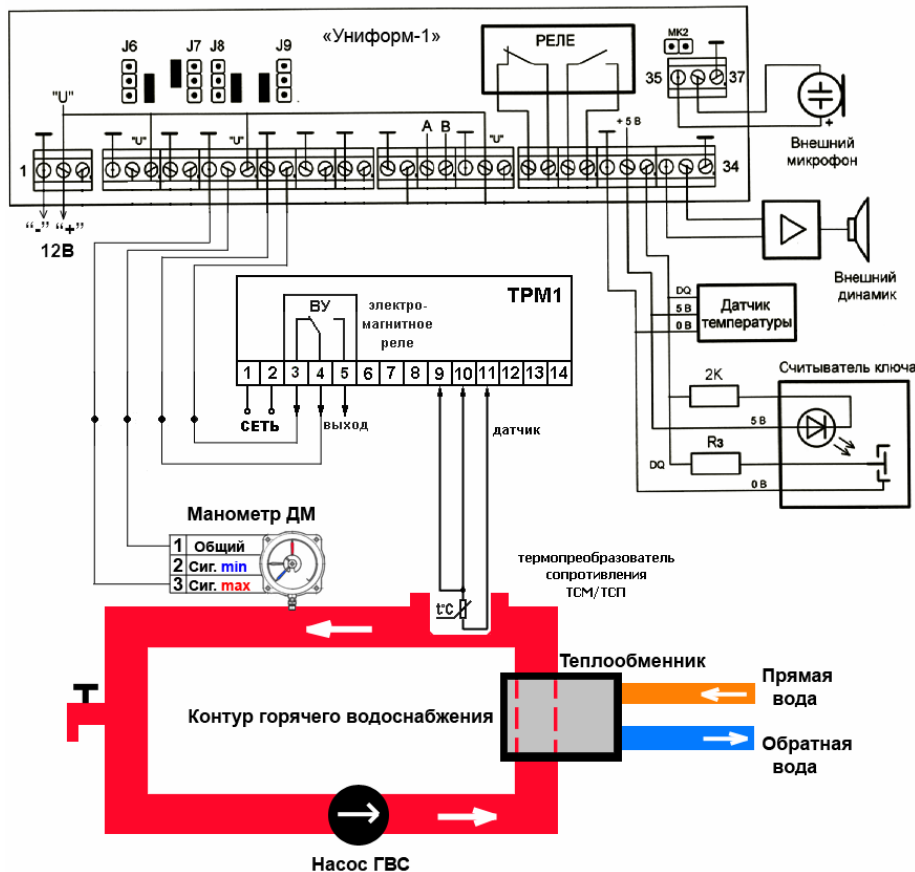 «Униформ-1»
J6
J7
J8
J9
РЕЛЕ
МК2
35
37
"U"
"U"
"U"
A
B
"U"
+ 5 В
1
34
Внешний
микрофон
+
“-” “+”
12В
ТРМ1
ВУ
электро-
магнитное
реле
1 2 3 4 5 6 7 8 9 10 11 12 13 14
СЕТЬ
выход
датчик
Внешний
динамик
DQ
5 В
0 В
Датчик
температуры
Считыватель ключа
2К
5 В
Rз
DQ
0 В
Манометр ДМ
1 Общий
2 Сиг. min
3 Сиг. max
термопреобразователь
сопротивления
ТСМ/ТСП
t°C
Теплообменник
Прямая
вода
Контур горячего водоснабжения
Обратная
вода
Насос ГВС